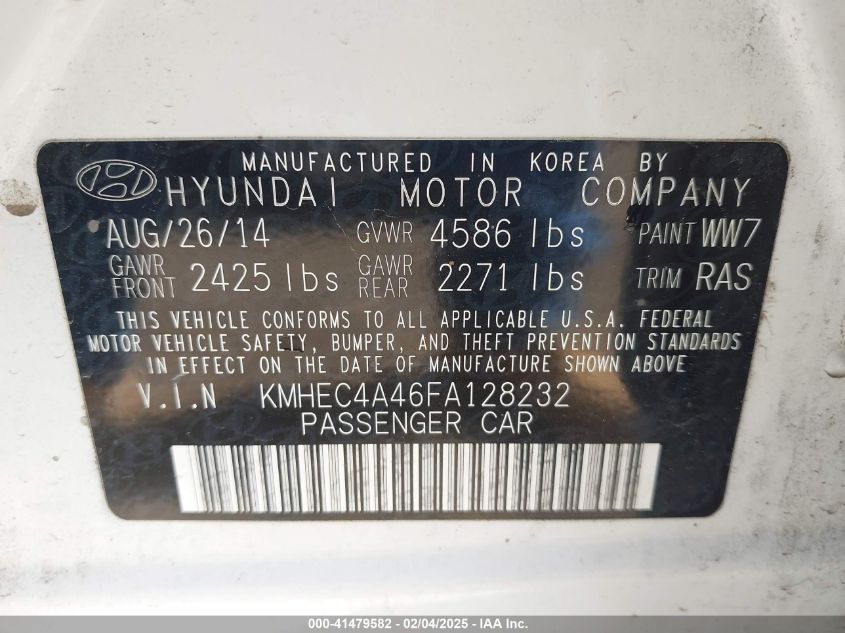 MANUFACTURED IN KOREA BY
HYUNDAI MOTOR COMPANY
AUG/26/14 GVWR 4586 lbs PAINT WW7
GAWR FRONT 2425 lbs GAWR REAR 2271 lbs TRIM RAS
THIS VEHICLE CONFORMS TO ALL APPLICABLE U.S.A. FEDERAL
MOTOR VEHICLE SAFETY, BUMPER, AND THEFT PREVENTION STANDARDS
IN EFFECT ON THE DATE OF MANUFACTURE SHOWN ABOVE.
V.I.N KMHEC4A46FA128232
PASSENGER CAR
000-41479582 - 02/04/2025 - IAA Inc.